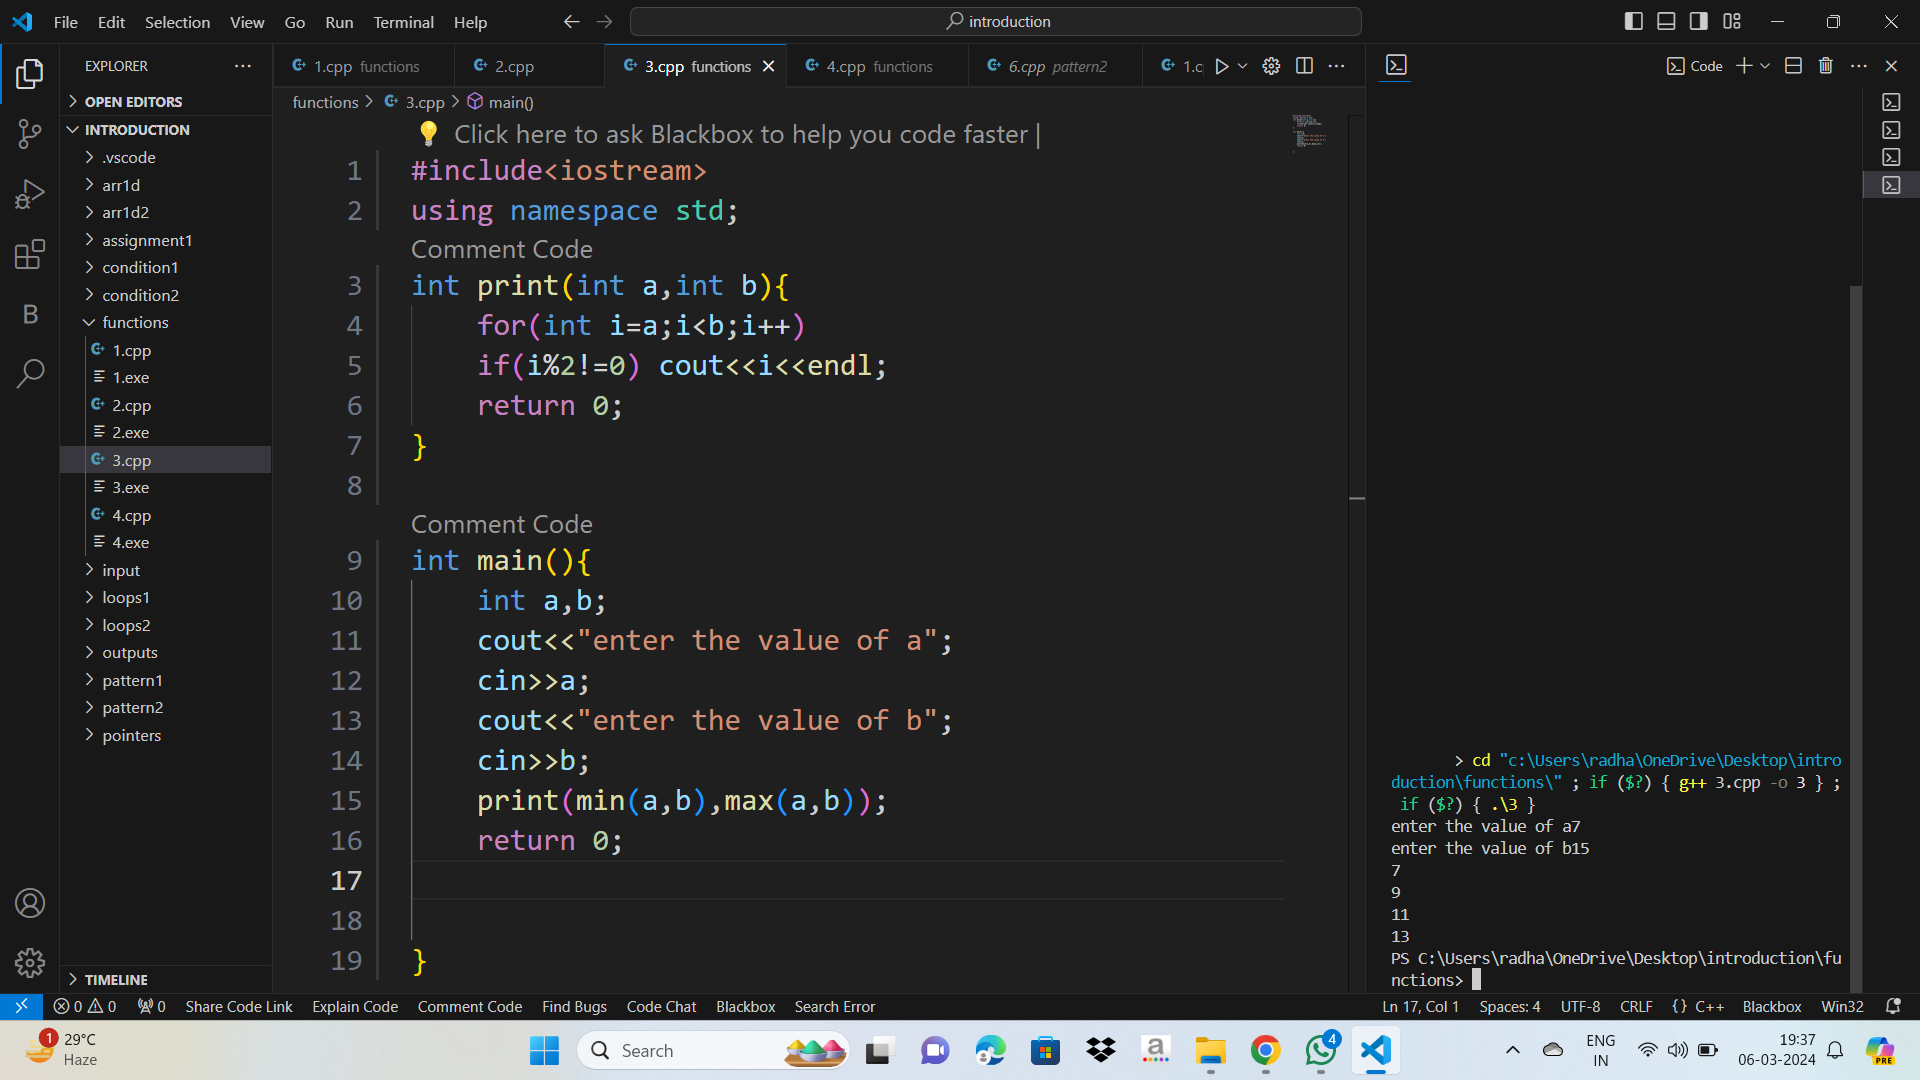 File Edit Selection View Go Run Terminal Help
introduction
EXPLORER
OPEN EDITORS
INTRODUCTION
.vscode
arr1d
arr1d2
assignment1
condition1
condition2
functions
1.cpp
1.exe
2.cpp
2.exe
3.cpp
3.exe
4.cpp
4.exe
input
loops1
loops2
outputs
pattern1
pattern2
pointers
TIMELINE
1.cpp functions
2.cpp
3.cpp functions
4.cpp functions
6.cpp pattern2
1.c
functions > 3.cpp > main()
Click here to ask Blackbox to help you code faster |
1 #include<iostream>
2 using namespace std;
Comment Code
3 int print(int a,int b){
4 for(int i=a;i<b;i++)
5 if(i%2!=0) cout<<i<<endl;
6 return 0;
7 }
8
Comment Code
9 int main(){
10 int a,b;
11 cout<<"enter the value of a";
12 cin>>a;
13 cout<<"enter the value of b";
14 cin>>b;
15 print(min(a,b),max(a,b));
16 return 0;
17
18
19 }
Code
> cd "c:\Users\radha\OneDrive\Desktop\intro
duction\functions\" ; if ($?) { g++ 3.cpp -o 3 } ;
if ($?) { .\3 }
enter the value of a7
enter the value of b15
7
9
11
13
PS C:\Users\radha\OneDrive\Desktop\introduction\fu
nctions>
0 0 0 Share Code Link Explain Code Comment Code Find Bugs Code Chat Blackbox Search Error
Ln 17, Col 1 Spaces: 4 UTF-8 CRLF {} C++ Blackbox Win32
1
29°C
Haze
Search
a
4
PRE
ENG
IN
19:37
06-03-2024
B